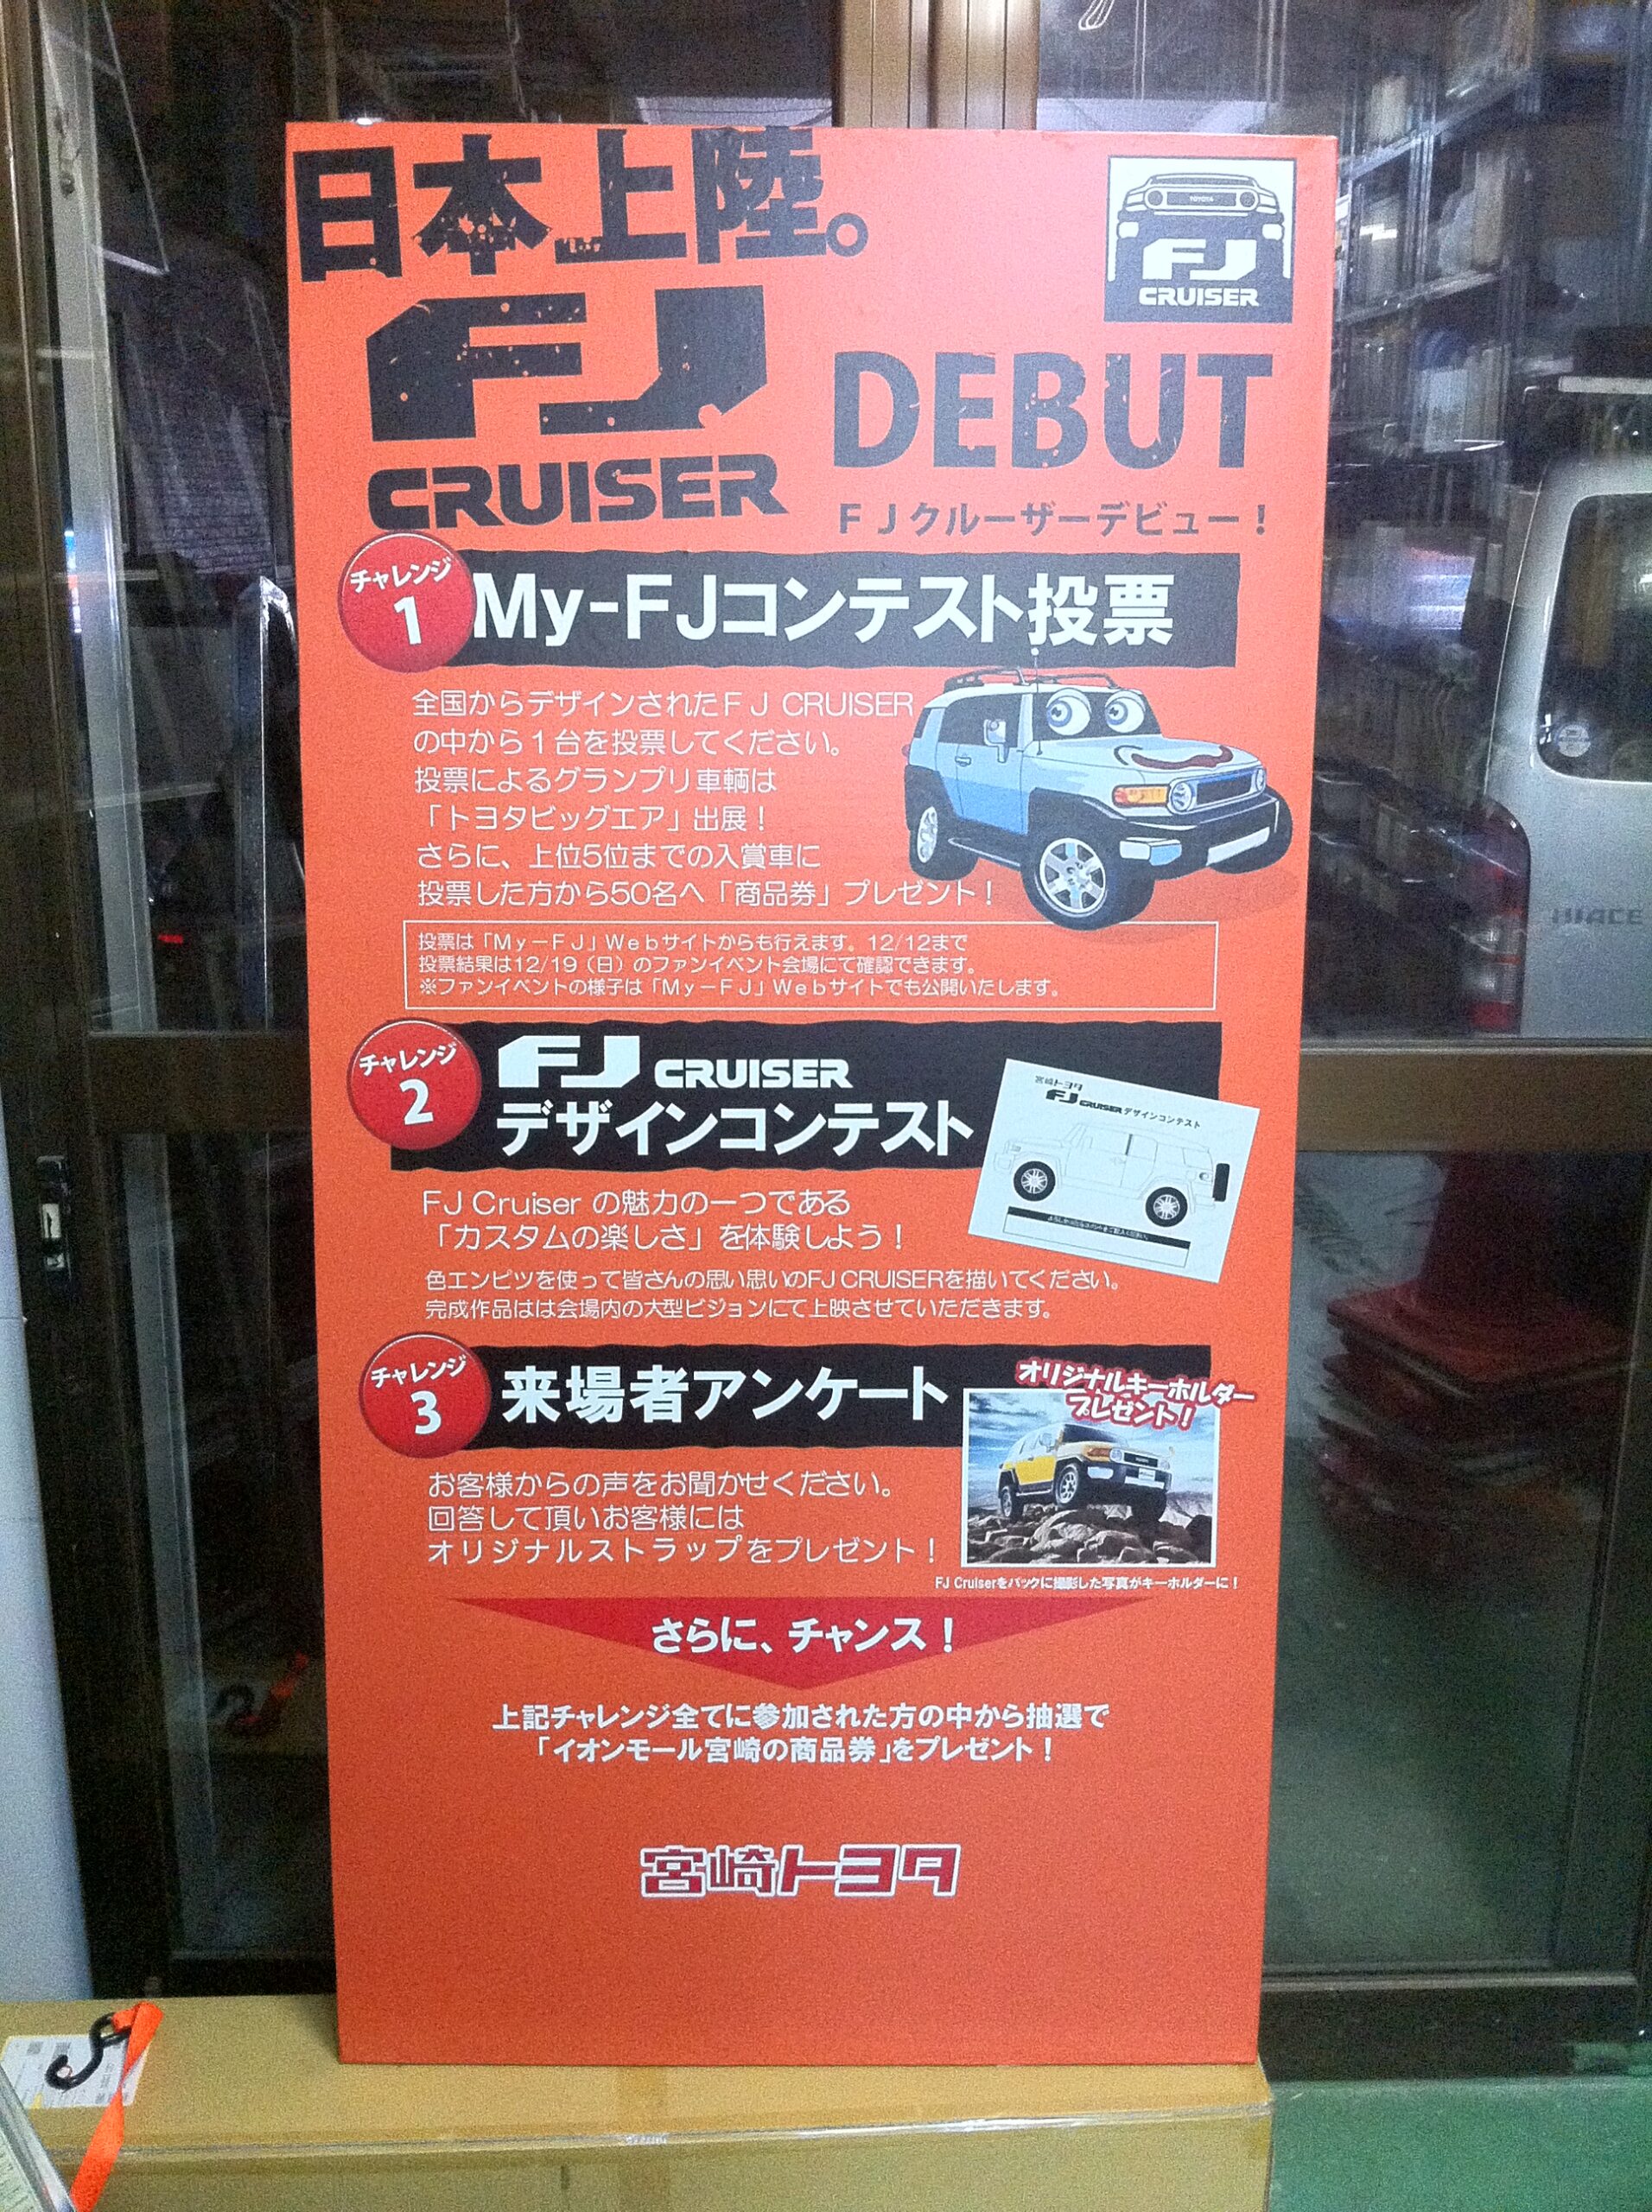 日本上陸。
FJ
CRUISER
DEBUT
ＦＪクルーザーデビュー！
TOYOTA
FJ
CRUISER
チャレンジ
1
My-FJコンテスト投票
全国からデザインされたＦＪ CRUISER
の中から１台を投票してください。
投票によるグランプリ車輌は
「トヨタビッグエア」出展！
さらに、上位5位までの入賞車に
投票した方から50名へ「商品券」プレゼント！
投票は「Ｍｙ－ＦＪ」Ｗｅｂサイトからも行えます。12/12まで
投票結果は12/19（日）のファンイベント会場にて確認できます。
※ファンイベントの様子は「Ｍｙ－ＦＪ」Ｗｅｂサイトでも公開いたします。
チャレンジ
2
FJ CRUISER
デザインコンテスト
宮崎トヨタ
FJ CRUISER デザインコンテスト
FJ Cruiser の魅力の一つである
「カスタムの楽しさ」を体験しよう！
色エンピツを使って皆さんの思い思いのFJ CRUISERを描いてください。
完成作品はは会場内の大型ビジョンにて上映させていただきます。
チャレンジ
3
来場者アンケート
オリジナルキーホルダー
プレゼント！
お客様からの声をお聞かせください。
回答して頂いお客様には
オリジナルストラップをプレゼント！
FJ Cruiserをバックに撮影した写真がキーホルダーに！
さらに、チャンス！
上記チャレンジ全てに参加された方の中から抽選で
「イオンモール宮崎の商品券」をプレゼント！
宮崎トヨタ
HIACE